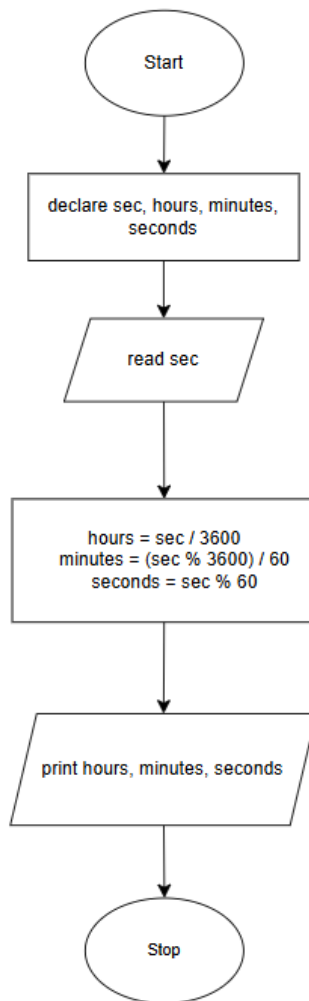 Start
declare sec, hours, minutes,
seconds
read sec
hours = sec / 3600
minutes = (sec % 3600) / 60
seconds = sec % 60
print hours, minutes, seconds
Stop